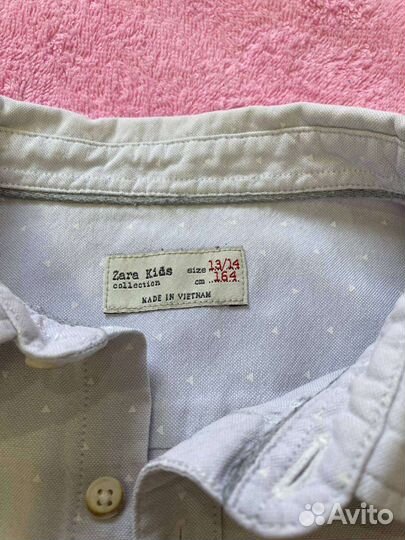 Zara Kids size 13/14
collection cm 164
MADE IN VIETNAM
Avito